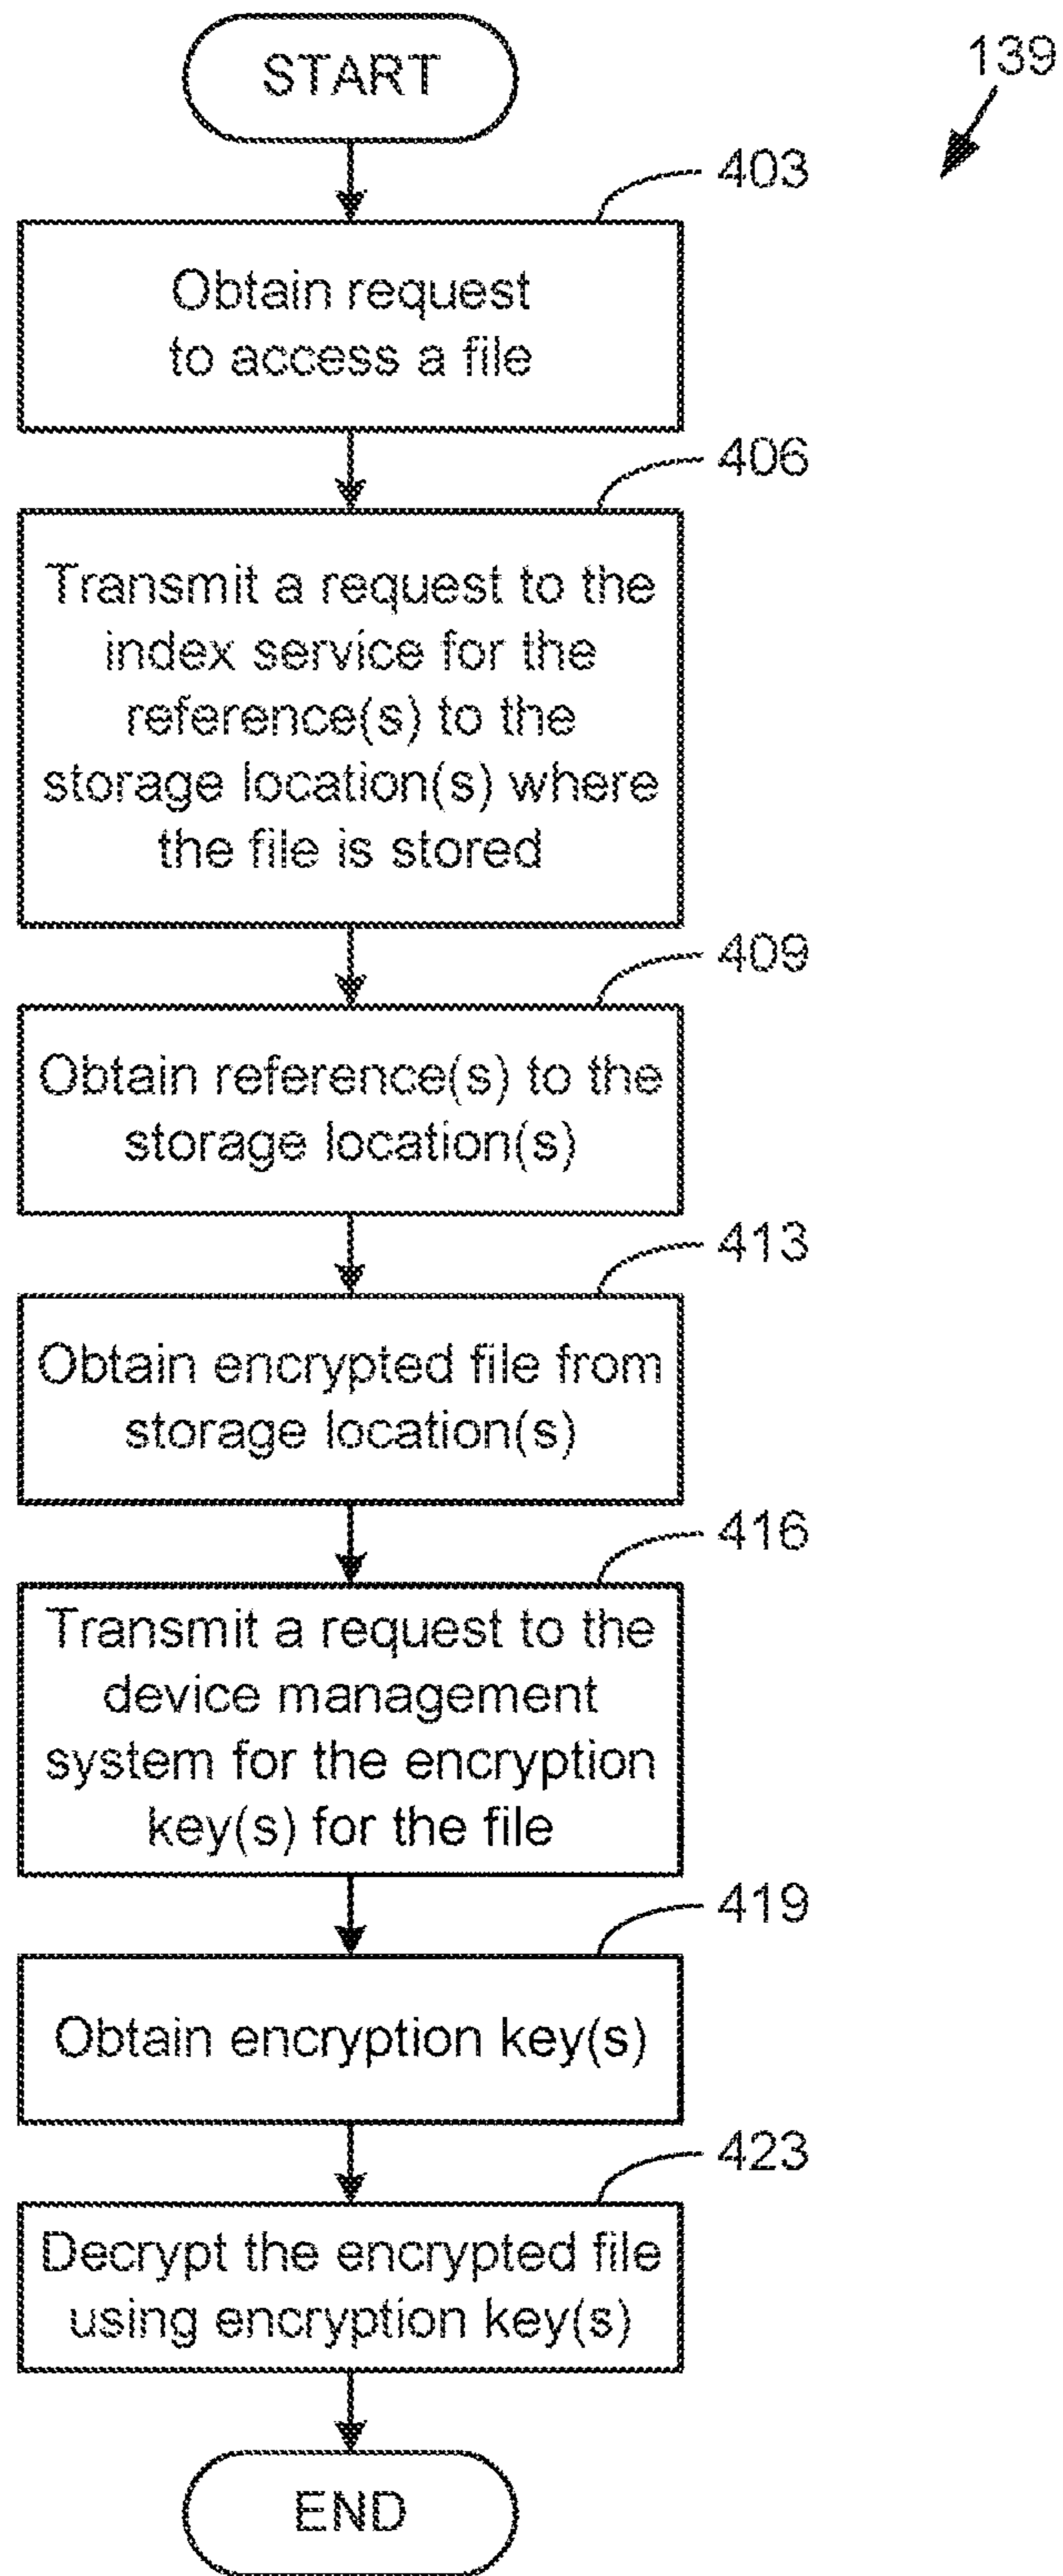 START
139
403
Obtain request
to access a file
406
Transmit a request to the
index service for the
reference(s) to the
storage location(s) where
the file is stored
409
Obtain reference(s) to the
storage location(s)
413
Obtain encrypted file from
storage location(s)
416
Transmit a request to the
device management
system for the encryption
key(s) for the file
419
Obtain encryption key(s)
423
Decrypt the encrypted file
using encryption key(s)
END